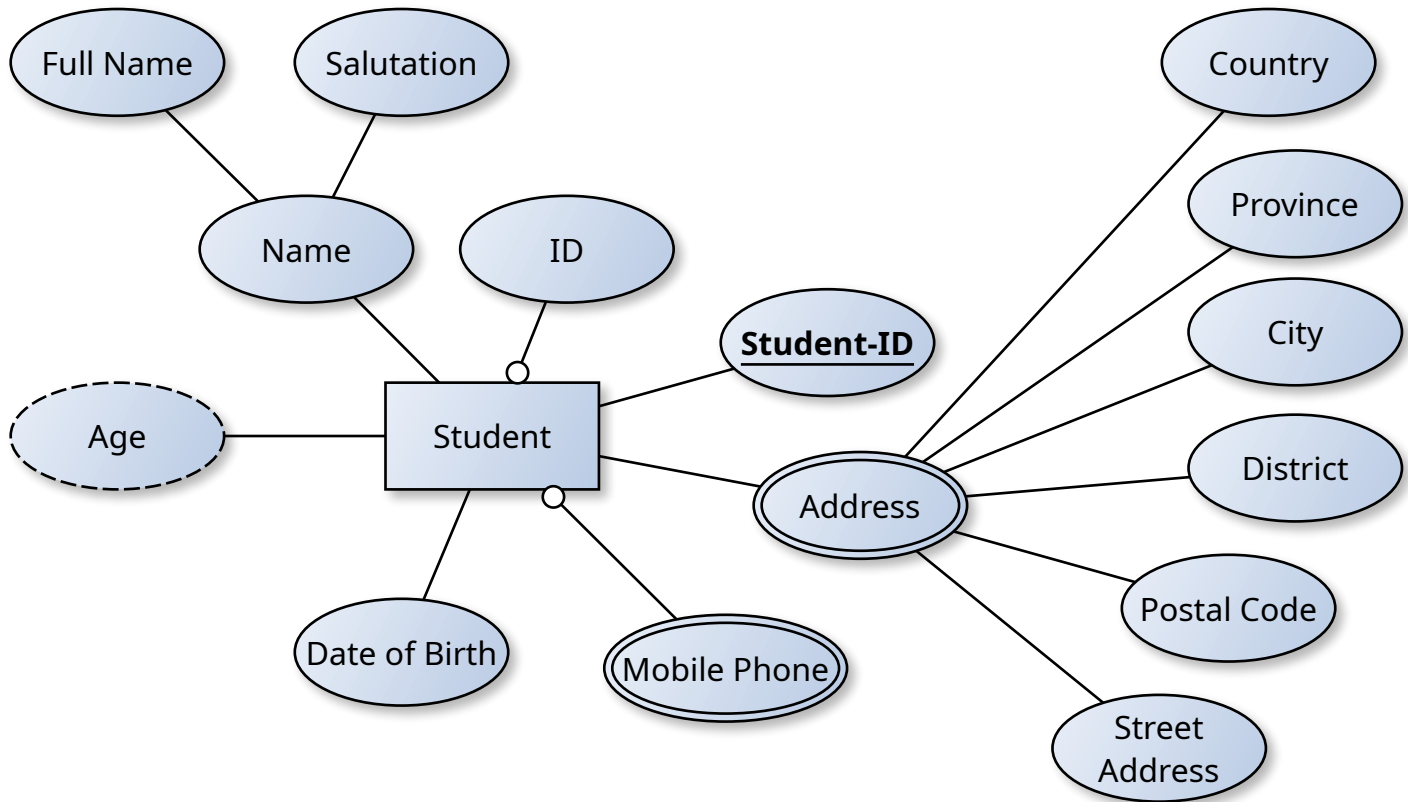 Full Name
Salutation
Country
Province
Name
ID
City
Student-ID
Age
Student
District
Address
Postal Code
Date of Birth
Mobile Phone
Street
Address